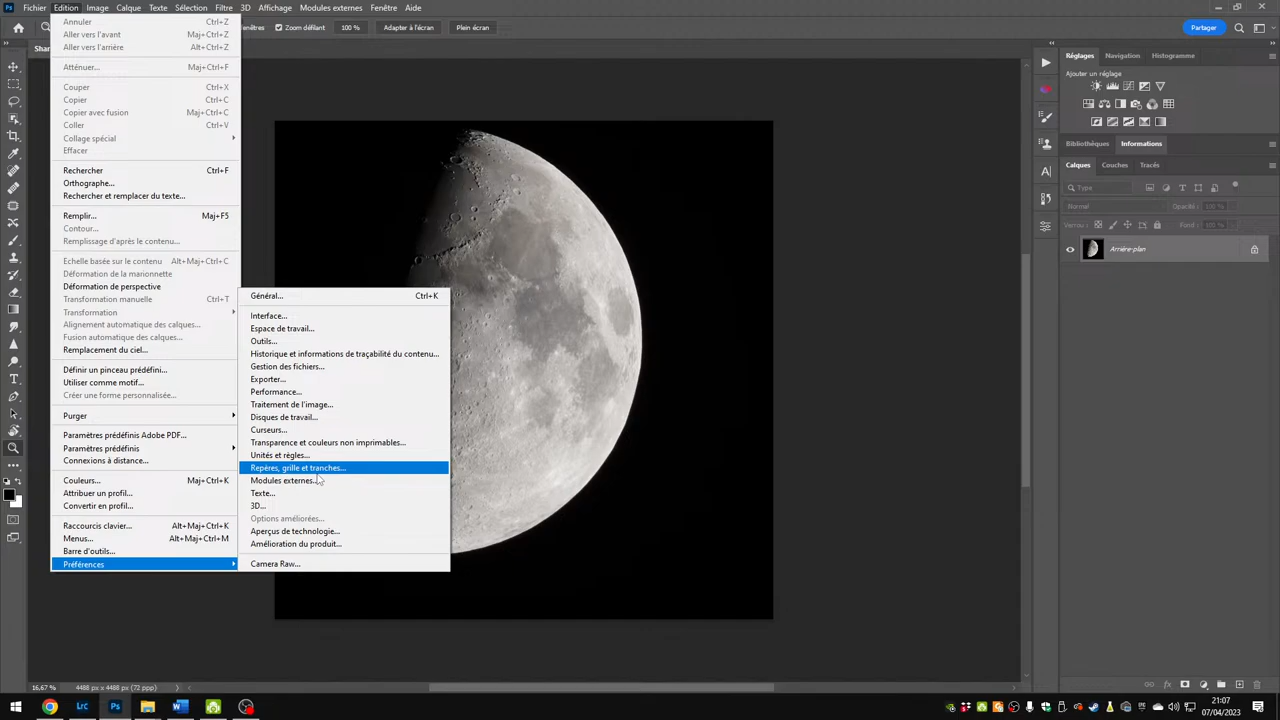 Ps Fichier Edition Image Calque Texte Sélection Filtre 3D Affichage Modules externes Fenêtre Aide
nêtres Zoom défilant 100 % Adapter à l'écran Plein écran Partager
Annuler Ctrl+Z
Aller vers l'avant Maj+Ctrl+Z
Aller vers l'arrière Alt+Ctrl+Z
Atténuer... Maj+Ctrl+F
Couper Ctrl+X
Copier Ctrl+C
Copier avec fusion Maj+Ctrl+C
Coller Ctrl+V
Collage spécial
Effacer
Rechercher Ctrl+F
Orthographe...
Rechercher et remplacer du texte...
Remplir... Maj+F5
Contour...
Remplissage d'après le contenu...
Echelle basée sur le contenu Alt+Maj+Ctrl+C
Déformation de la marionnette
Déformation de perspective
Transformation manuelle Ctrl+T
Transformation
Alignement automatique des calques...
Fusion automatique des calques...
Remplacement du ciel...
Définir un pinceau prédéfini...
Utiliser comme motif...
Créer une forme personnalisée...
Purger
Paramètres prédéfinis Adobe PDF...
Paramètres prédéfinis
Connexions à distance...
Couleurs... Maj+Ctrl+K
Attribuer un profil...
Convertir en profil...
Raccourcis clavier... Alt+Maj+Ctrl+K
Menus... Alt+Maj+Ctrl+M
Barre d'outils...
Préférences
Général... Ctrl+K
Interface...
Espace de travail...
Outils...
Historique et informations de traçabilité du contenu...
Gestion des fichiers...
Exporter...
Performance...
Traitement de l'image...
Disques de travail...
Curseurs...
Transparence et couleurs non imprimables...
Unités et règles...
Repères, grille et tranches...
Modules externes...
Texte...
3D...
Options améliorées...
Aperçus de technologie...
Amélioration du produit...
Camera Raw...
Réglages Navigation Histogramme
Ajouter un réglage
Bibliothèques Informations
Calques Couches Tracés
Type
Normal Opacité : 100 %
Verrou : Fond : 100 %
Arrière-plan
16,67 % 4488 px x 4488 px (72 ppp)
Lrc Ps
21:07
07/04/2023